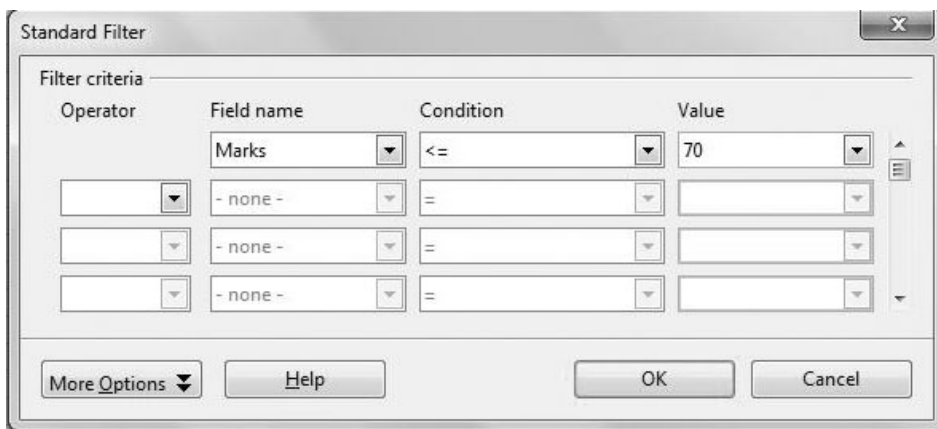 Standard Filter
Filter criteria
Operator Field name Condition Value
Marks <= 70
- none - =
- none - =
- none - =
More Options Help OK Cancel